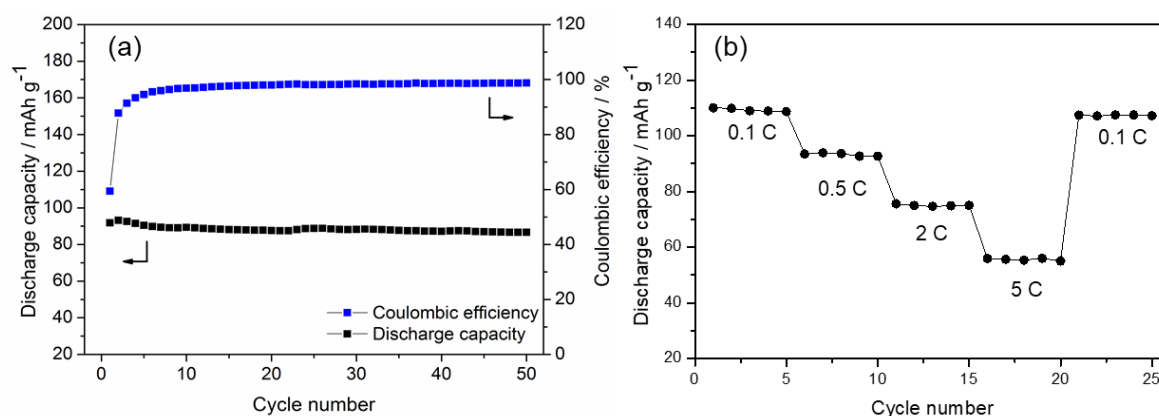 (a)
200
180
160
140
120
100
80
60
40
20
Discharge capacity / mAh g-1
120
100
80
60
40
20
0
Coulombic efficiency / %
Coulombic efficiency
Discharge capacity
0 10 20 30 40 50
Cycle number
(b)
140
120
100
80
60
40
20
Discharge capacity / mAh g-1
0.1 C
0.5 C
2 C
5 C
0.1 C
0 5 10 15 20 25
Cycle number